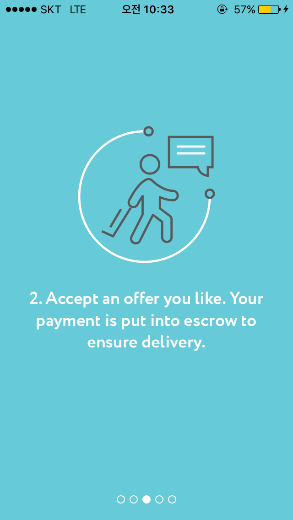 SKT LTE 오전 10:33 57%
2. Accept an offer you like. Your
payment is put into escrow to
ensure delivery.